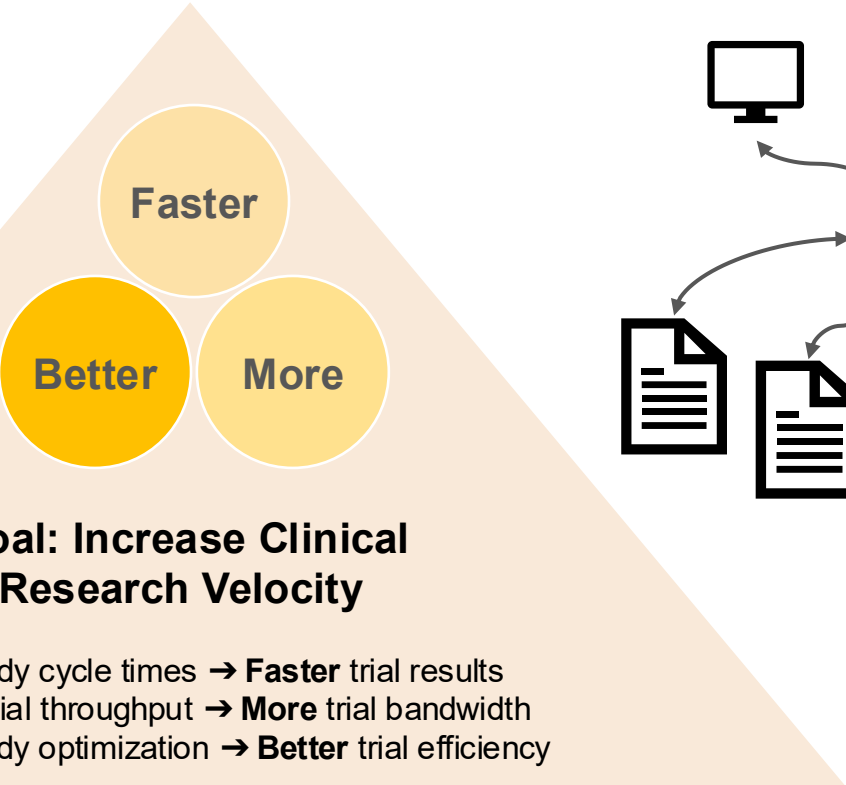 Faster
Better
More
oal: Increase Clinical
Research Velocity
dy cycle times ➔ Faster trial results
ial throughput ➔ More trial bandwidth
dy optimization ➔ Better trial efficiency